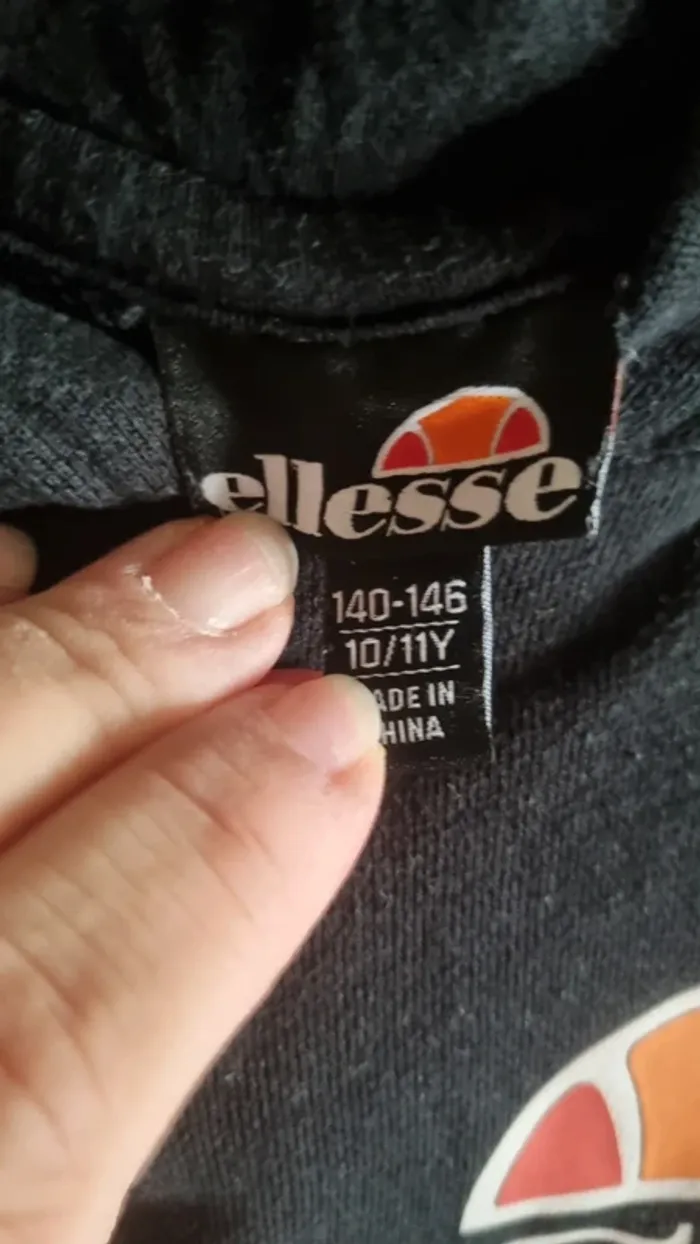 ellesse
140-146
10/11Y
ADE IN
HINA